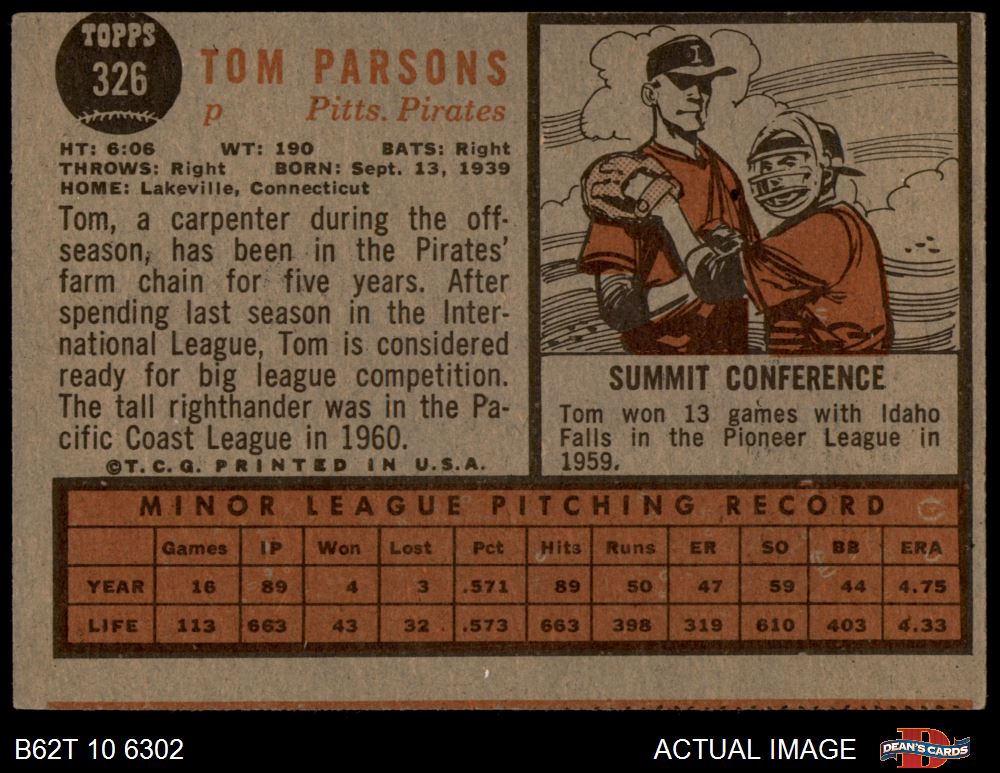 TOPPS
326
TOM PARSONS
p Pitts. Pirates
HT: 6:06 WT: 190 BATS: Right
THROWS: Right BORN: Sept. 13, 1939
HOME: Lakeville, Connecticut
Tom, a carpenter during the off-
season, has been in the Pirates'
farm chain for five years. After
spending last season in the Inter-
national League, Tom is considered
ready for big league competition.
The tall righthander was in the Pa-
cific Coast League in 1960.
©T.C.G. PRINTED IN U.S.A.
I
SUMMIT CONFERENCE
Tom won 13 games with Idaho
Falls in the Pioneer League in
1959.
MINOR LEAGUE PITCHING RECORD
Games IP Won Lost Pct Hits Runs ER SO BB ERA
YEAR 16 89 4 3 .571 89 50 47 59 44 4.75
LIFE 113 663 43 32 .573 663 398 319 610 403 4.33
B62T 10 6302 ACTUAL IMAGE DEAN'S CARDS